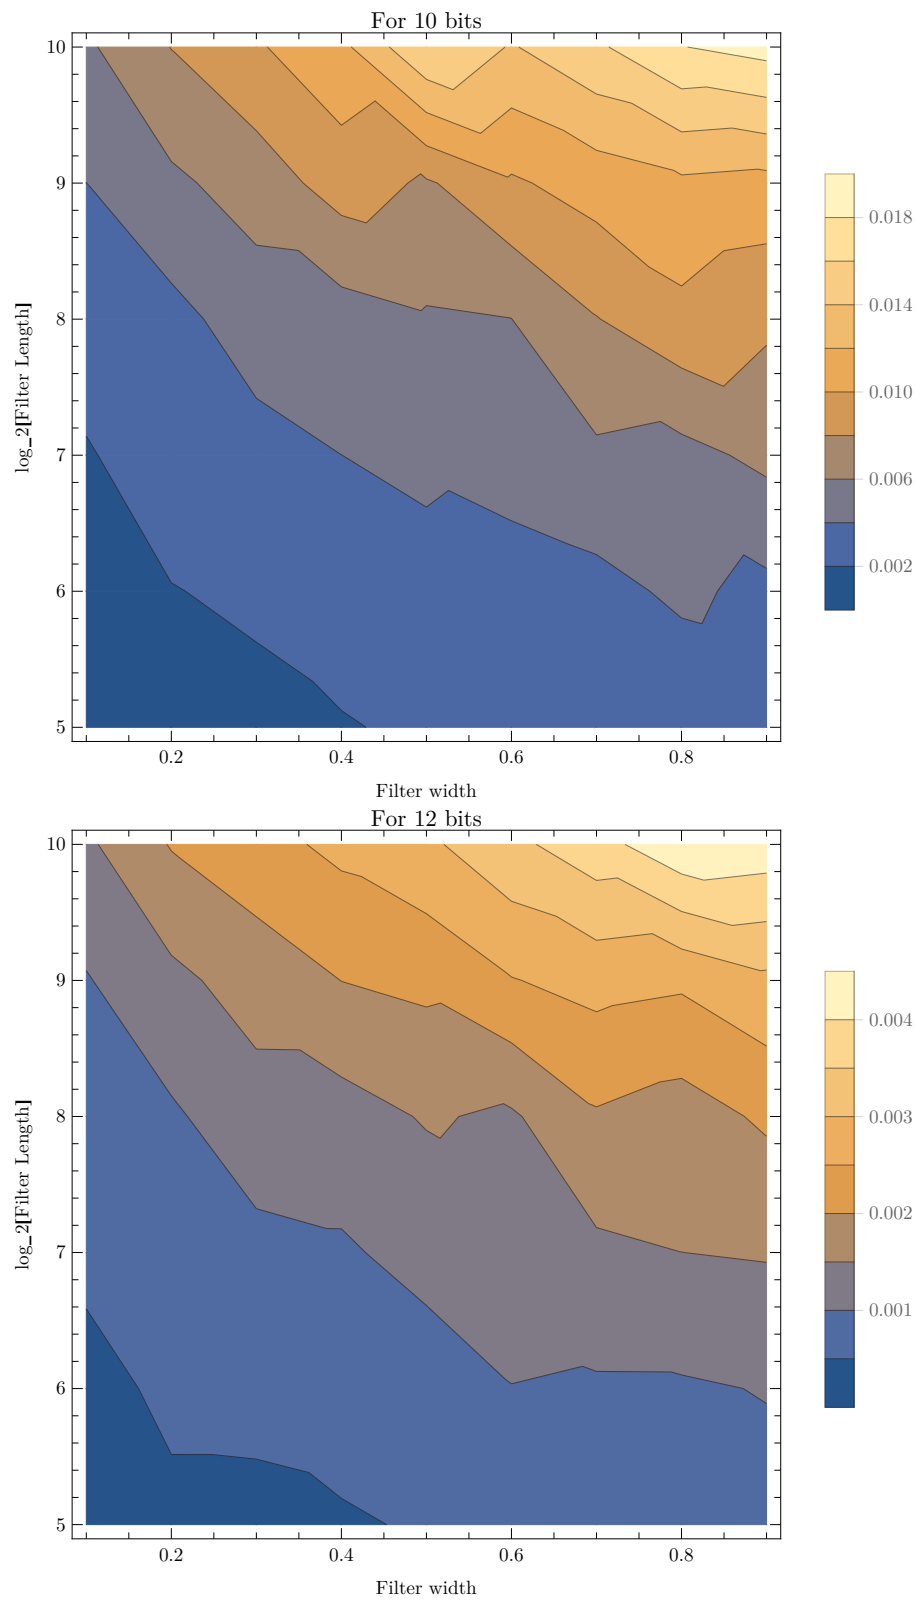 For 10 bits
10
9
8
7
6
5
log_2[Filter Length]
0.2 0.4 0.6 0.8
Filter width
0.018
0.014
0.010
0.006
0.002
For 12 bits
10
9
8
7
6
5
log_2[Filter Length]
0.2 0.4 0.6 0.8
Filter width
0.004
0.003
0.002
0.001